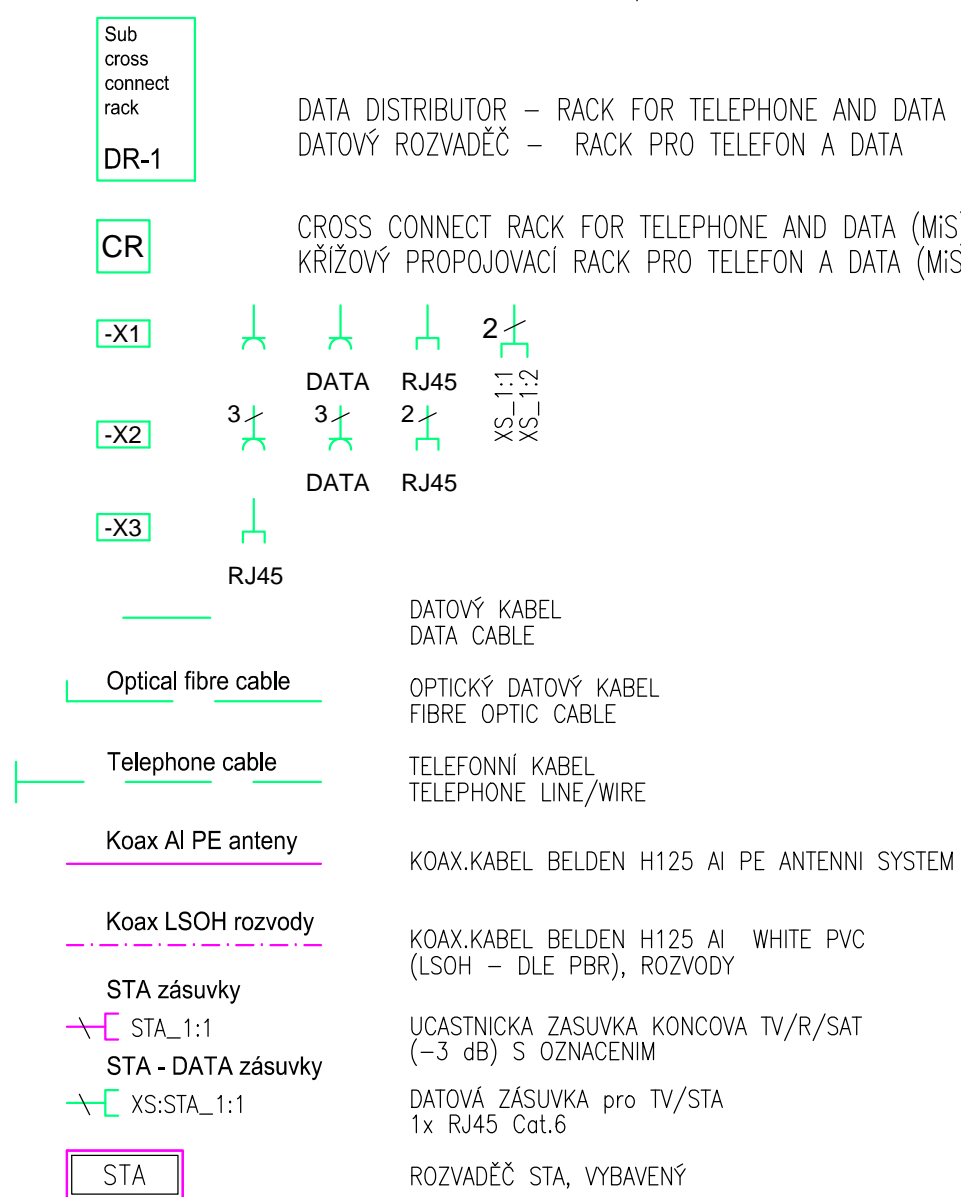 Sub
cross
connect
rack
DR-1
DATA DISTRIBUTOR – RACK FOR TELEPHONE AND DATA
DATOVÝ ROZVADĚČ – RACK PRO TELEFON A DATA
CR
CROSS CONNECT RACK FOR TELEPHONE AND DATA (MiS)
KŘÍŽOVÝ PROPOJOVACÍ RACK PRO TELEFON A DATA (MiS
-X1
2
DATA RJ45
XS_1:1
XS_1:2
-X2
3 3 2
DATA RJ45
-X3
RJ45
DATOVÝ KABEL
DATA CABLE
Optical fibre cable
OPTICKÝ DATOVÝ KABEL
FIBRE OPTIC CABLE
Telephone cable
TELEFONNÍ KABEL
TELEPHONE LINE/WIRE
Koax Al PE anteny
KOAX.KABEL BELDEN H125 Al PE ANTENNI SYSTEM
Koax LSOH rozvody
KOAX.KABEL BELDEN H125 Al WHITE PVC
(LSOH – DLE PBR), ROZVODY
STA zásuvky
STA_1:1
UCASTNICKA ZASUVKA KONCOVA TV/R/SAT
(–3 dB) S OZNACENIM
STA - DATA zásuvky
XS:STA_1:1
DATOVÁ ZÁSUVKA pro TV/STA
1x RJ45 Cat.6
STA
ROZVADĚČ STA, VYBAVENÝ